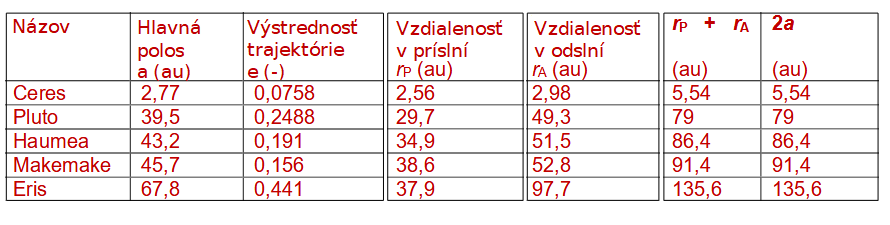 Názov Hlavná polos a (au) Výstrednosť trajektórie e (-) Vzdialenosť v príslní rP (au) Vzdialenosť v odslní rA (au) rP + rA (au) 2a (au)
Ceres 2,77 0,0758 2,56 2,98 5,54 5,54
Pluto 39,5 0,2488 29,7 49,3 79 79
Haumea 43,2 0,191 34,9 51,5 86,4 86,4
Makemake 45,7 0,156 38,6 52,8 91,4 91,4
Eris 67,8 0,441 37,9 97,7 135,6 135,6